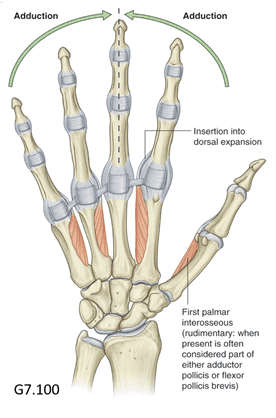 Adduction Adduction
Insertion into
dorsal expansion
First palmar
interosseous
(rudimentary: when
present is often
considered part of
either adductor
pollicis or flexor
pollicis brevis)
G7.100